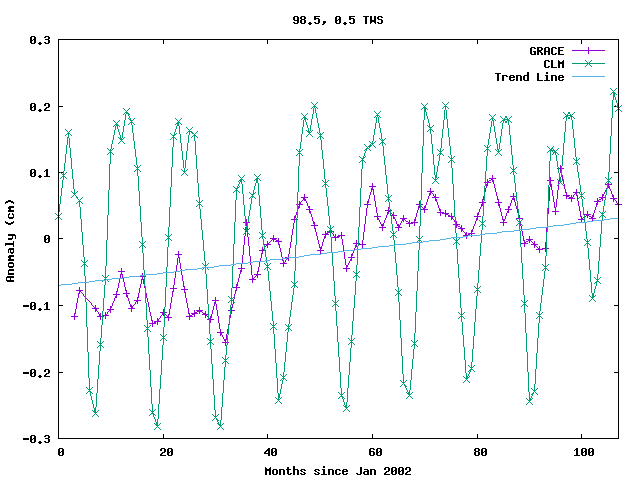 98.5, 0.5 TWS
GRACE
CLM
Trend Line
0.3
0.2
0.1
0
-0.1
-0.2
-0.3
Anomaly (cm)
0 20 40 60 80 100
Months since Jan 2002